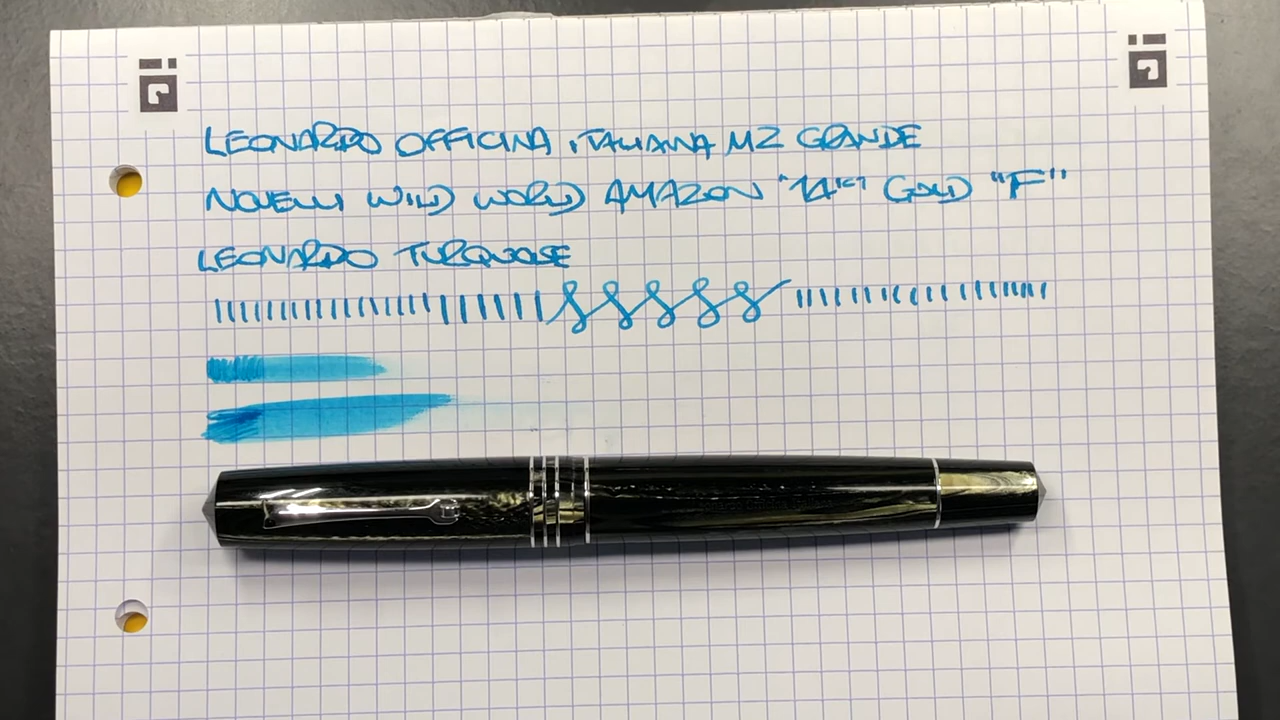 LEONARDO OFFICINA ITALIANA MZ GRANDE
NOVELLI WILD WORLD AMAZON "14KT GOLD "F"
LEONARDO TURQUOISE